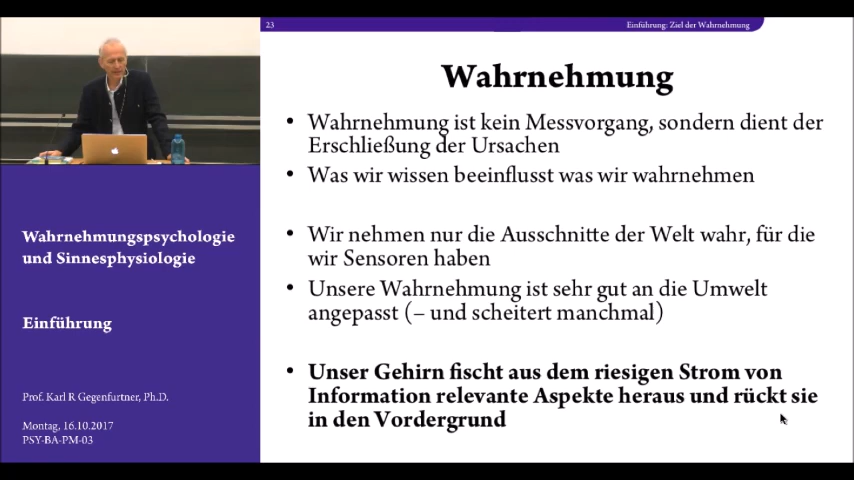 23
Einführung: Ziel der Wahrnehmung
Wahrnehmung
• Wahrnehmung ist kein Messvorgang, sondern dient der
Erschließung der Ursachen
• Was wir wissen beeinflusst was wir wahrnehmen
• Wir nehmen nur die Ausschnitte der Welt wahr, für die
wir Sensoren haben
• Unsere Wahrnehmung ist sehr gut an die Umwelt
angepasst (– und scheitert manchmal)
• Unser Gehirn fischt aus dem riesigen Strom von
Information relevante Aspekte heraus und rückt sie
in den Vordergrund
Wahrnehmungspsychologie
und Sinnesphysiologie
Einführung
Prof. Karl R Gegenfurtner, Ph.D.
Montag, 16.10.2017
PSY-BA-PM-03